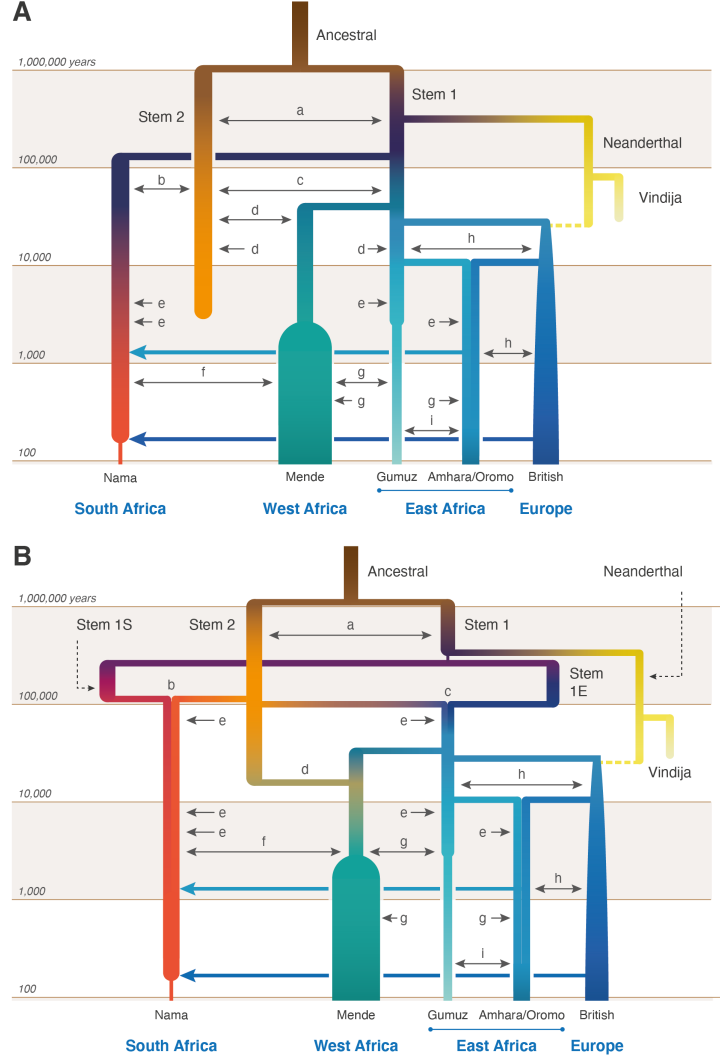 A
Ancestral
1,000,000 years
Stem 1
Stem 2
a
Neanderthal
100,000
b
c
Vindija
d
d
d
h
10,000
e
e
e
e
h
1,000
f
g
g
g
i
100
Nama
Mende
Gumuz
Amhara/Oromo
British
South Africa
West Africa
East Africa
Europe
B
Ancestral
Neanderthal
1,000,000 years
Stem 1S
Stem 2
a
Stem 1
Stem
1E
b
c
100,000
e
e
d
h
Vindija
10,000
e
e
e
e
f
g
h
1,000
g
g
i
100
Nama
Mende
Gumuz
Amhara/Oromo
British
South Africa
West Africa
East Africa
Europe